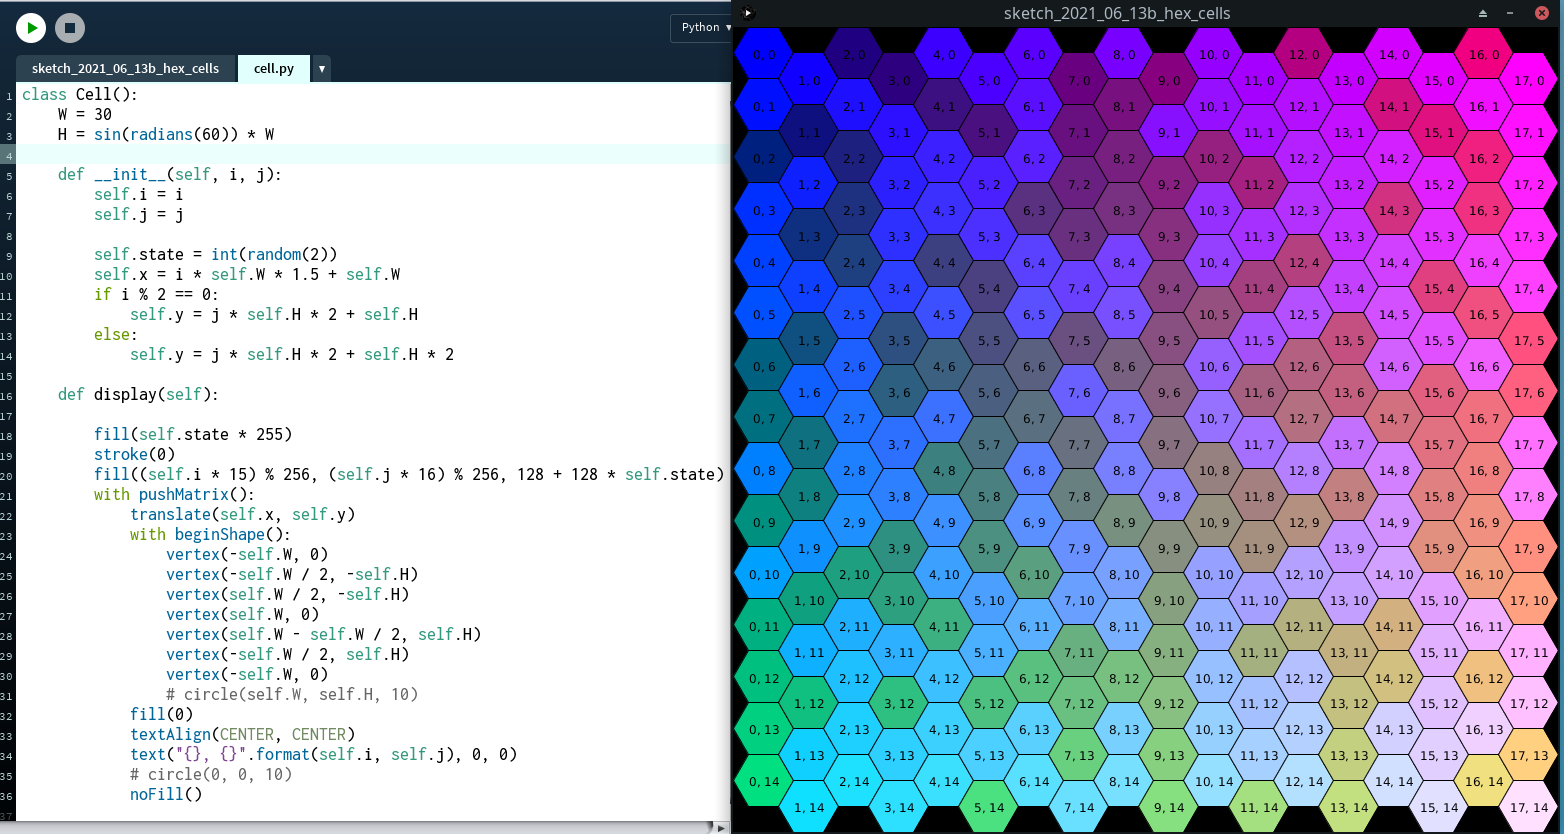 sketch_2021_06_13b_hex_cells
Python ▾
sketch_2021_06_13b_hex_cells cell.py ▾
1 class Cell():
2     W = 30
3     H = sin(radians(60)) * W
4
5     def __init__(self, i, j):
6         self.i = i
7         self.j = j
8
9         self.state = int(random(2))
10         self.x = i * self.W * 1.5 + self.W
11         if i % 2 == 0:
12             self.y = j * self.H * 2 + self.H
13         else:
14             self.y = j * self.H * 2 + self.H * 2
15
16     def display(self):
17
18         fill(self.state * 255)
19         stroke(0)
20         fill((self.i * 15) % 256, (self.j * 16) % 256, 128 + 128 * self.state)
21         with pushMatrix():
22             translate(self.x, self.y)
23             with beginShape():
24                 vertex(-self.W, 0)
25                 vertex(-self.W / 2, -self.H)
26                 vertex(self.W / 2, -self.H)
27                 vertex(self.W, 0)
28                 vertex(self.W - self.W / 2, self.H)
29                 vertex(-self.W / 2, self.H)
30                 vertex(-self.W, 0)
31                 # circle(self.W, self.H, 10)
32             fill(0)
33             textAlign(CENTER, CENTER)
34             text("{}, {}".format(self.i, self.j), 0, 0)
35             # circle(0, 0, 10)
36             noFill()
37
0, 0 2, 0 4, 0 6, 0 8, 0 10, 0 12, 0 14, 0 16, 0
1, 0 3, 0 5, 0 7, 0 9, 0 11, 0 13, 0 15, 0 17, 0
0, 1 2, 1 4, 1 6, 1 8, 1 10, 1 12, 1 14, 1 16, 1
1, 1 3, 1 5, 1 7, 1 9, 1 11, 1 13, 1 15, 1 17, 1
0, 2 2, 2 4, 2 6, 2 8, 2 10, 2 12, 2 14, 2 16, 2
1, 2 3, 2 5, 2 7, 2 9, 2 11, 2 13, 2 15, 2 17, 2
0, 3 2, 3 4, 3 6, 3 8, 3 10, 3 12, 3 14, 3 16, 3
1, 3 3, 3 5, 3 7, 3 9, 3 11, 3 13, 3 15, 3 17, 3
0, 4 2, 4 4, 4 6, 4 8, 4 10, 4 12, 4 14, 4 16, 4
1, 4 3, 4 5, 4 7, 4 9, 4 11, 4 13, 4 15, 4 17, 4
0, 5 2, 5 4, 5 6, 5 8, 5 10, 5 12, 5 14, 5 16, 5
1, 5 3, 5 5, 5 7, 5 9, 5 11, 5 13, 5 15, 5 17, 5
0, 6 2, 6 4, 6 6, 6 8, 6 10, 6 12, 6 14, 6 16, 6
1, 6 3, 6 5, 6 7, 6 9, 6 11, 6 13, 6 15, 6 17, 6
0, 7 2, 7 4, 7 6, 7 8, 7 10, 7 12, 7 14, 7 16, 7
1, 7 3, 7 5, 7 7, 7 9, 7 11, 7 13, 7 15, 7 17, 7
0, 8 2, 8 4, 8 6, 8 8, 8 10, 8 12, 8 14, 8 16, 8
1, 8 3, 8 5, 8 7, 8 9, 8 11, 8 13, 8 15, 8 17, 8
0, 9 2, 9 4, 9 6, 9 8, 9 10, 9 12, 9 14, 9 16, 9
1, 9 3, 9 5, 9 7, 9 9, 9 11, 9 13, 9 15, 9 17, 9
0, 10 2, 10 4, 10 6, 10 8, 10 10, 10 12, 10 14, 10 16, 10
1, 10 3, 10 5, 10 7, 10 9, 10 11, 10 13, 10 15, 10 17, 10
0, 11 2, 11 4, 11 6, 11 8, 11 10, 11 12, 11 14, 11 16, 11
1, 11 3, 11 5, 11 7, 11 9, 11 11, 11 13, 11 15, 11 17, 11
0, 12 2, 12 4, 12 6, 12 8, 12 10, 12 12, 12 14, 12 16, 12
1, 12 3, 12 5, 12 7, 12 9, 12 11, 12 13, 12 15, 12 17, 12
0, 13 2, 13 4, 13 6, 13 8, 13 10, 13 12, 13 14, 13 16, 13
1, 13 3, 13 5, 13 7, 13 9, 13 11, 13 13, 13 15, 13 17, 13
0, 14 2, 14 4, 14 6, 14 8, 14 10, 14 12, 14 14, 14 16, 14
1, 14 3, 14 5, 14 7, 14 9, 14 11, 14 13, 14 15, 14 17, 14